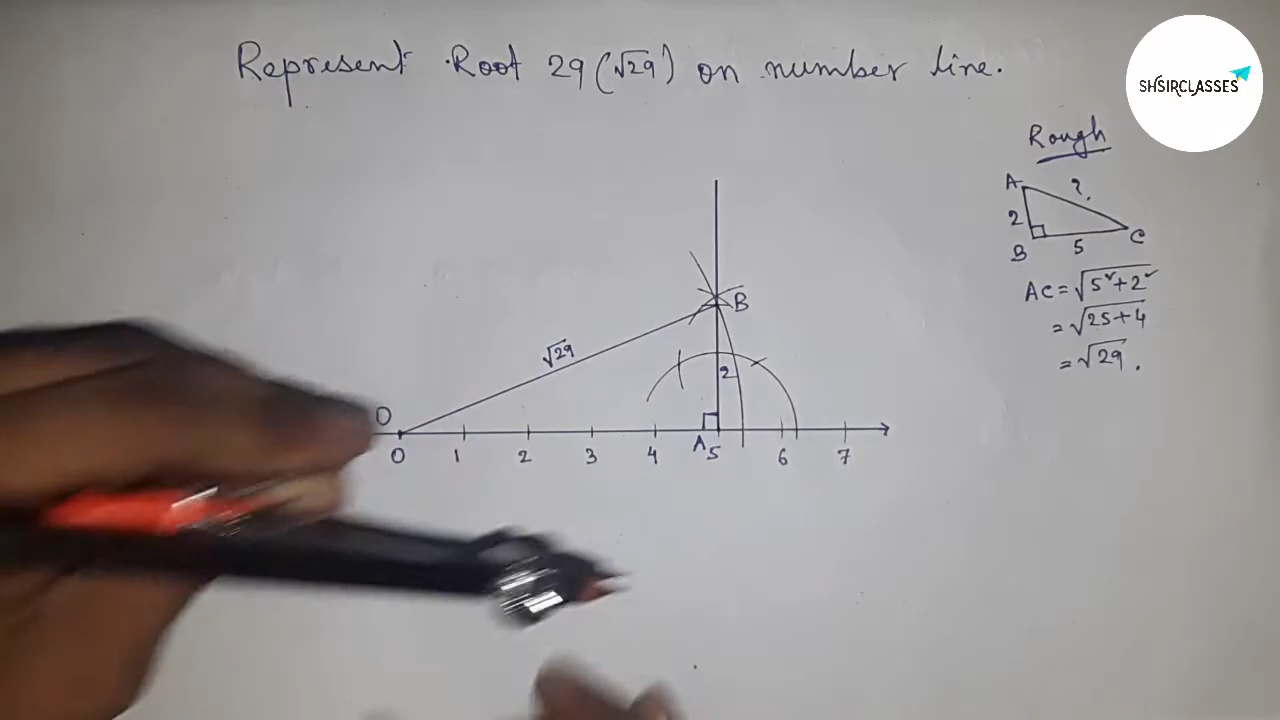 Represent Root 29 (√29) on number line.
SHSIRCLASSES
Rough
A
?
2
B
5
C
AC = √5²+2²
= √25+4
= √29.
B
√29
2
O
A
0 1 2 3 4 5 6 7